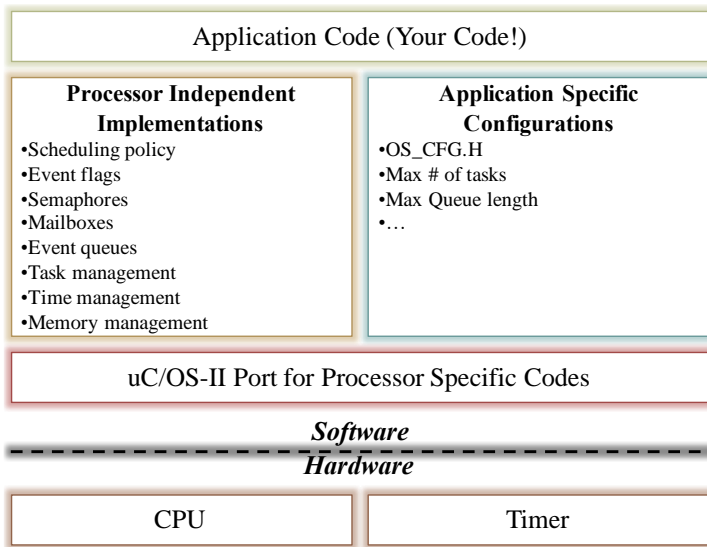 Application Code (Your Code!)
Processor Independent
Implementations
•Scheduling policy
•Event flags
•Semaphores
•Mailboxes
•Event queues
•Task management
•Time management
•Memory management
Application Specific
Configurations
•OS_CFG.H
•Max # of tasks
•Max Queue length
•…
uC/OS-II Port for Processor Specific Codes
Software
Hardware
CPU
Timer